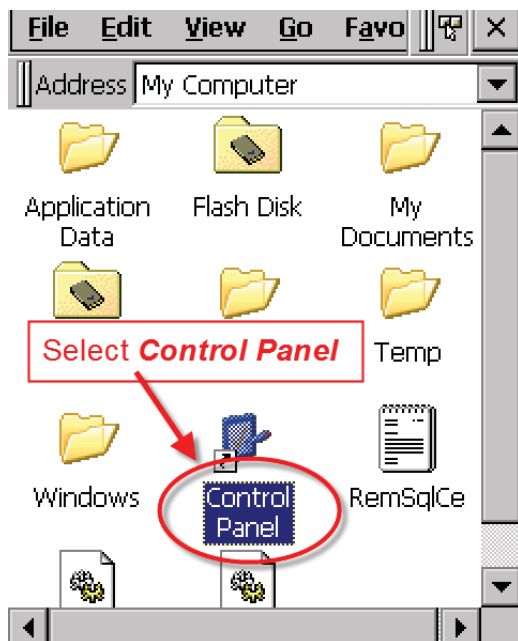 File Edit View Go Favo
Address My Computer
Application Data
Flash Disk
My Documents
Select Control Panel
Temp
Windows
Control Panel
RemSqlCe